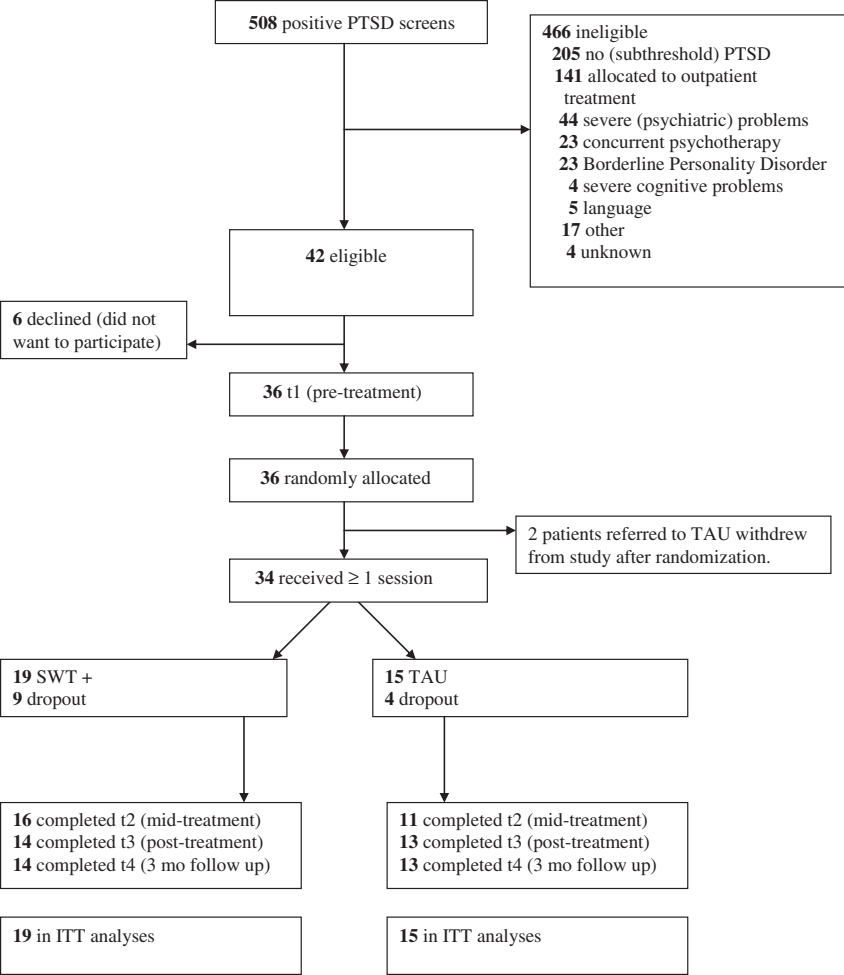 508 positive PTSD screens
466 ineligible
205 no (subthreshold) PTSD
141 allocated to outpatient
treatment
44 severe (psychiatric) problems
23 concurrent psychotherapy
23 Borderline Personality Disorder
4 severe cognitive problems
5 language
17 other
4 unknown
42 eligible
6 declined (did not
want to participate)
36 t1 (pre-treatment)
36 randomly allocated
2 patients referred to TAU withdrew
from study after randomization.
34 received ≥ 1 session
19 SWT +
9 dropout
15 TAU
4 dropout
16 completed t2 (mid-treatment)
14 completed t3 (post-treatment)
14 completed t4 (3 mo follow up)
11 completed t2 (mid-treatment)
13 completed t3 (post-treatment)
13 completed t4 (3 mo follow up)
19 in ITT analyses
15 in ITT analyses